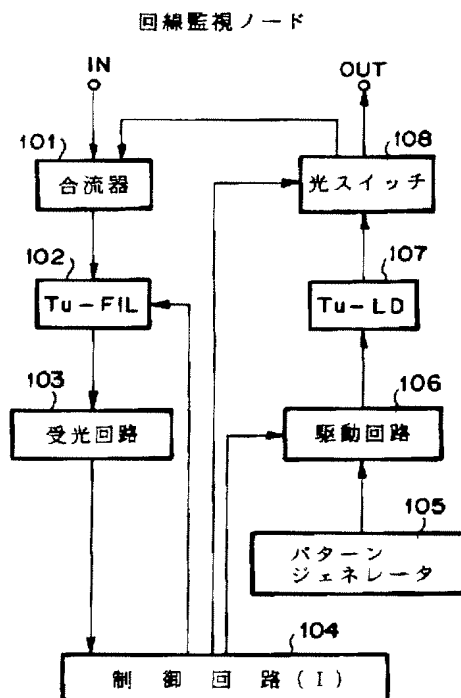 回線監視ノード
IN
OUT
101
合流器
108
光スイッチ
102
Tu-FIL
107
Tu-LD
103
受光回路
106
駆動回路
105
パターン
ジェネレータ
104
制御回路(I)